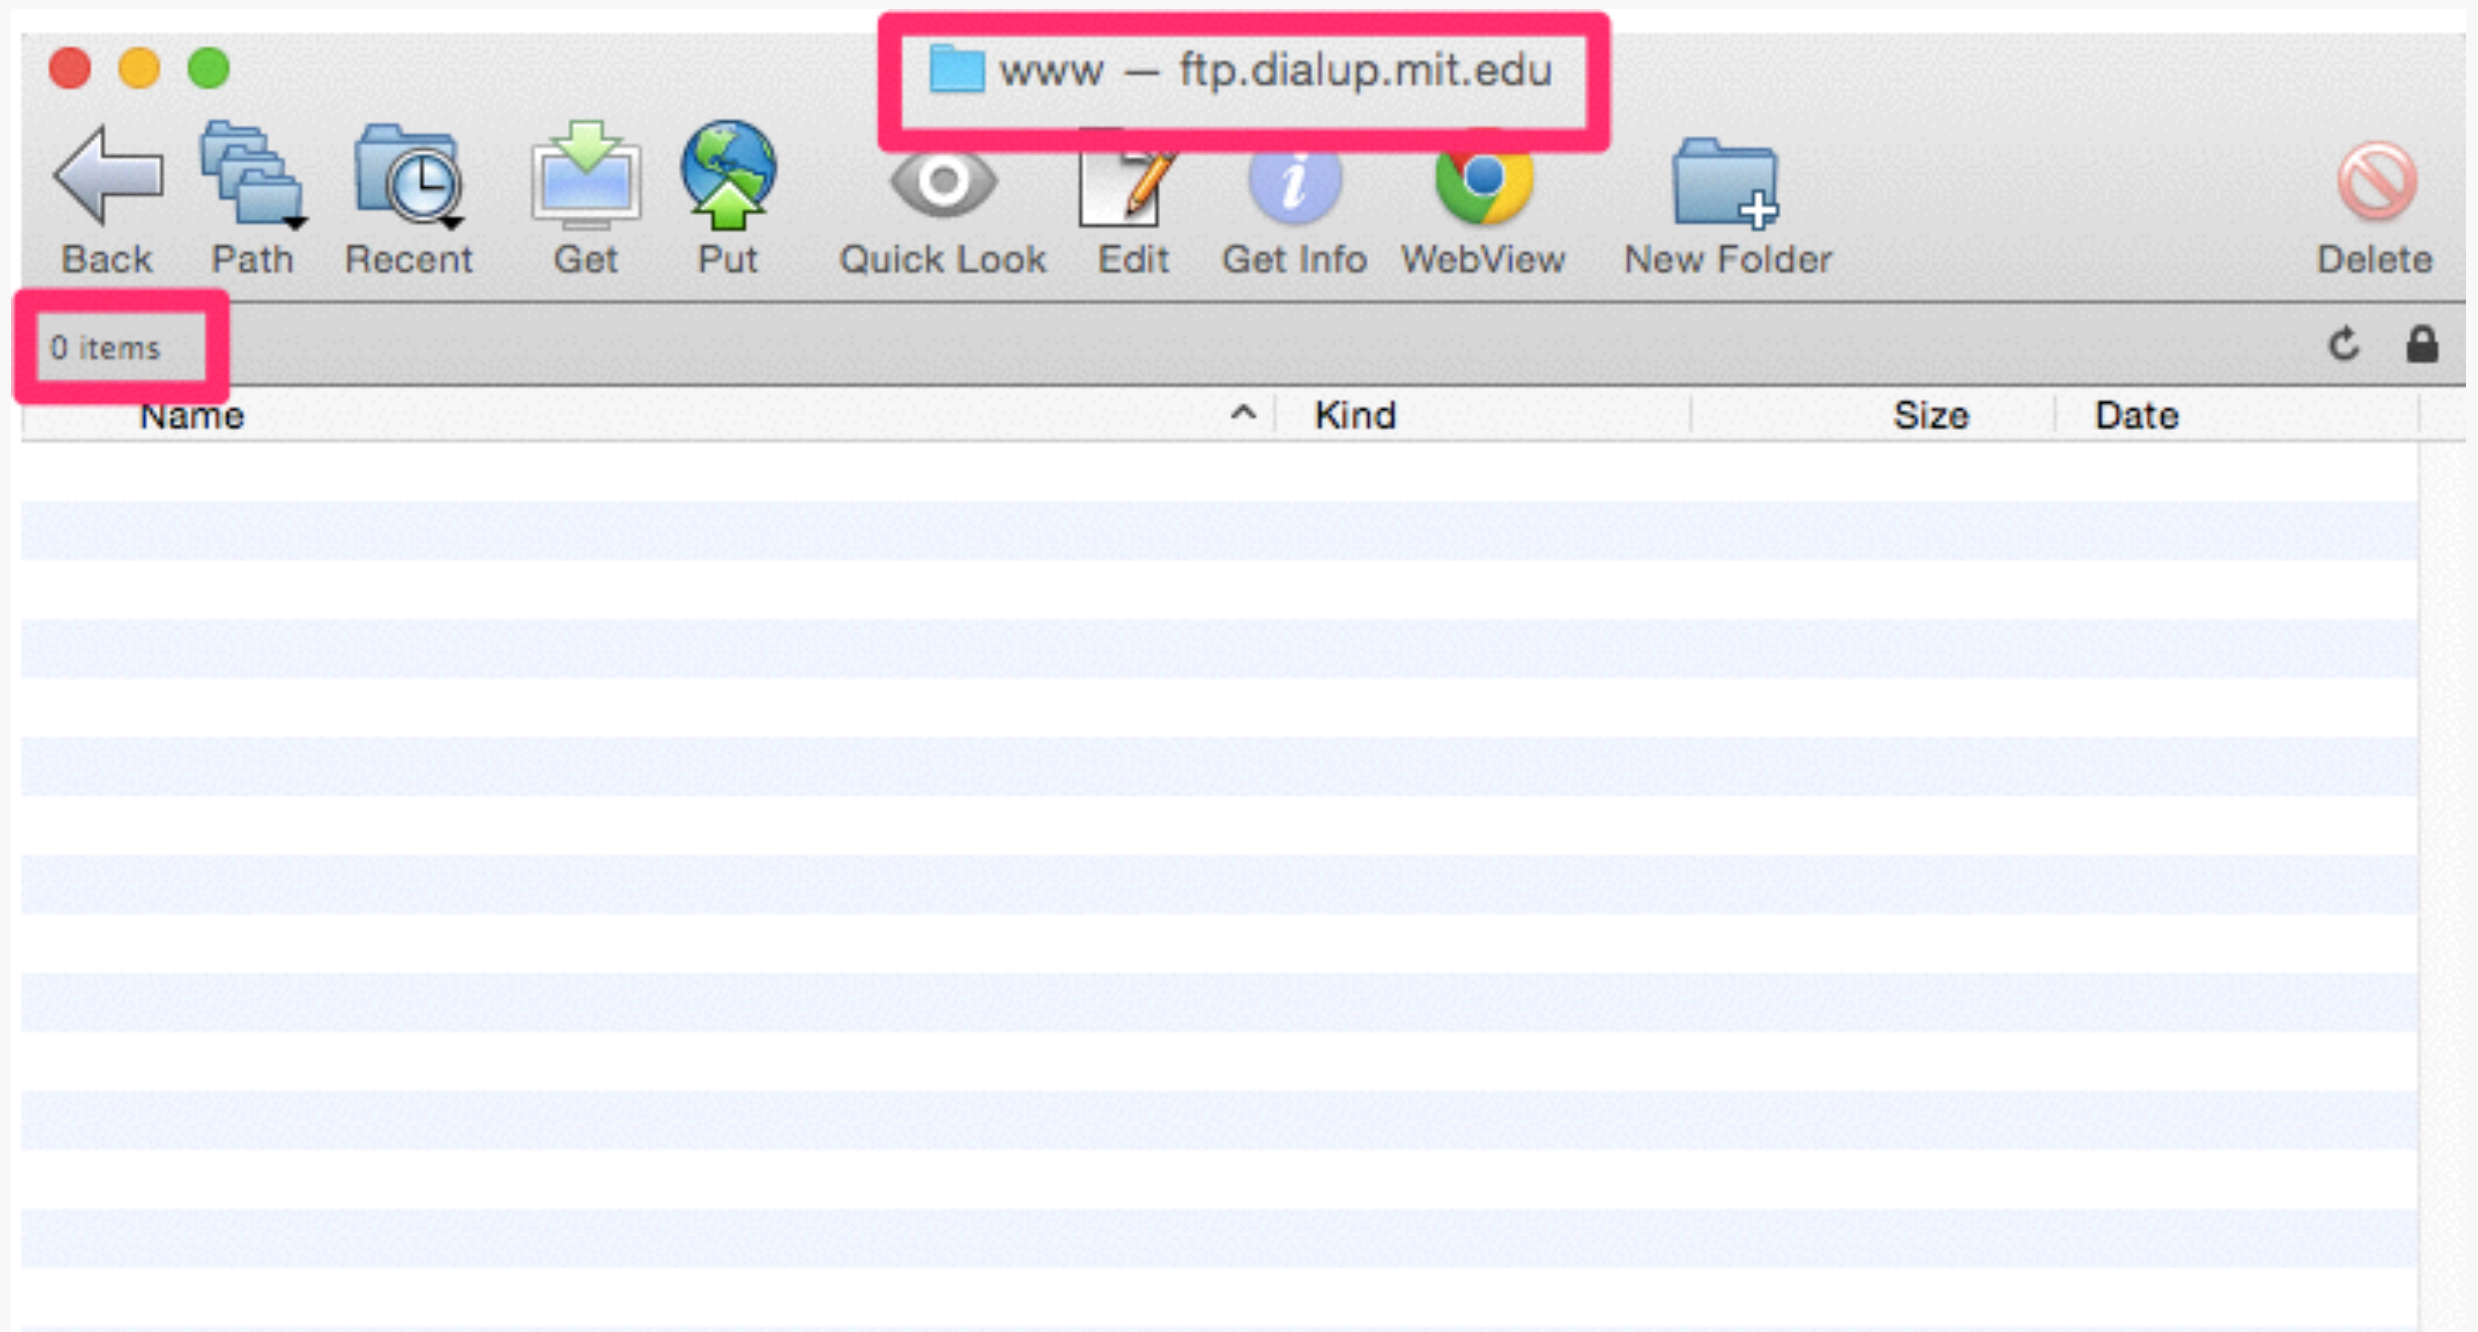 www — ftp.dialup.mit.edu
Back Path Recent Get Put Quick Look Edit Get Info WebView New Folder Delete
0 items
Name Kind Size Date